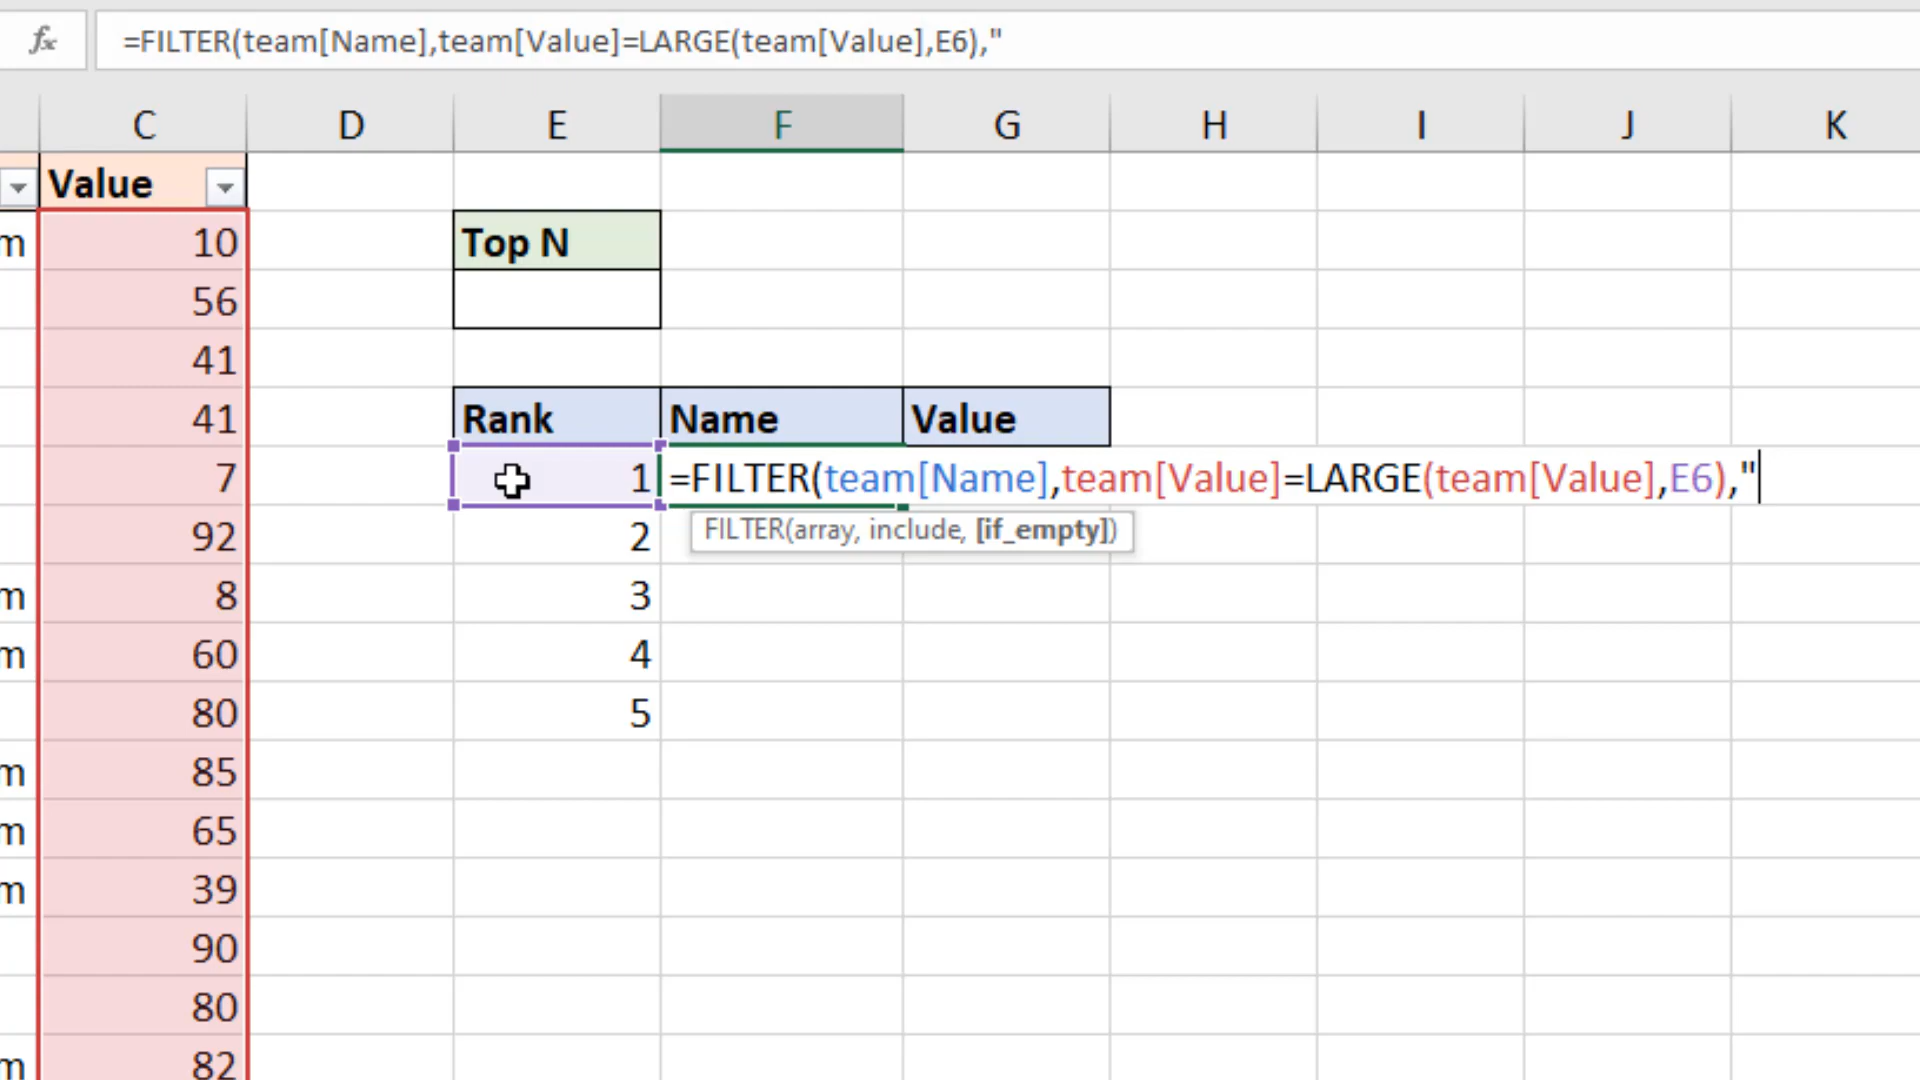 fx =FILTER(team[Name],team[Value]=LARGE(team[Value],E6),"
C D E F G H I J K
Value
m 10
Top N
56
41
41
Rank Name Value
7
1 =FILTER(team[Name],team[Value]=LARGE(team[Value],E6),"
92
2
FILTER(array, include, [if_empty])
m 8
3
m 60
4
80
5
m 85
m 65
m 39
90
80
m 82